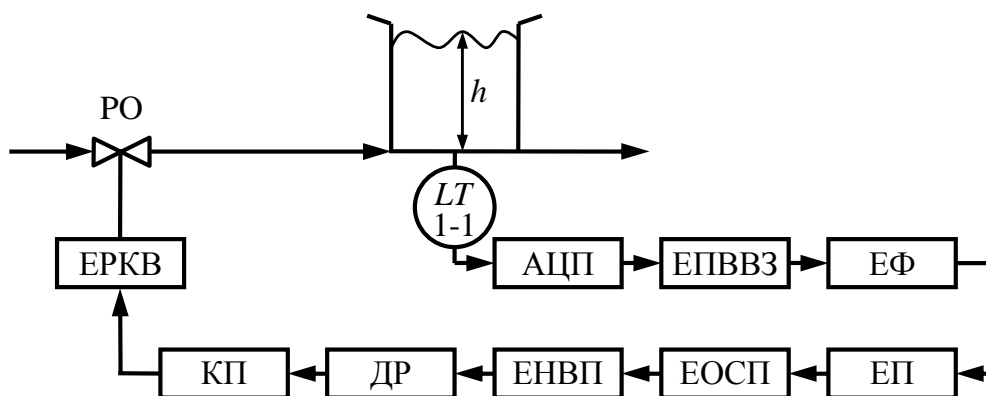 h
РО
LT
1-1
ЕРКВ
АЦП
ЕПВВЗ
ЕФ
КП
ДР
ЕНВП
ЕОСП
ЕП